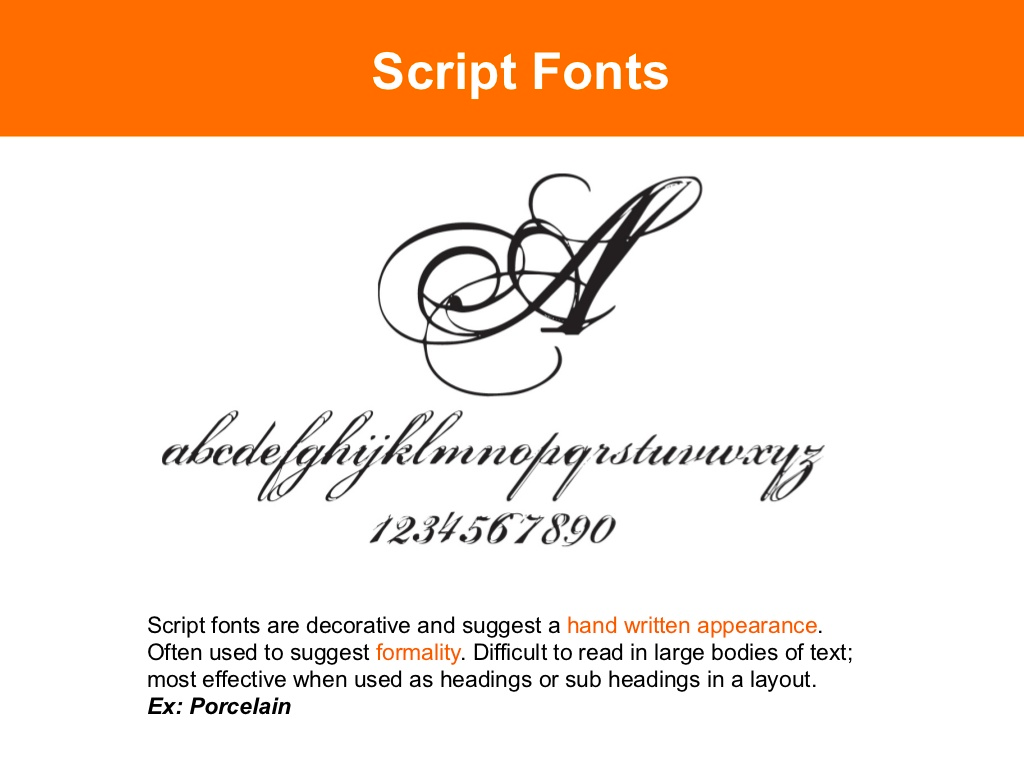 Script Fonts
A
abcdefghijklmnopqrstuvwxyz
1234567890
Script fonts are decorative and suggest a hand written appearance.
Often used to suggest formality. Difficult to read in large bodies of text;
most effective when used as headings or sub headings in a layout.
Ex: Porcelain